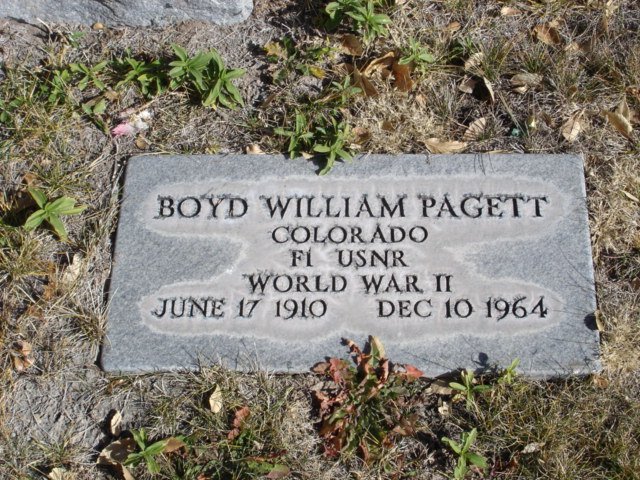 BOYD WILLIAM PAGETT
COLORADO
F1 USNR
WORLD WAR II
JUNE 17 1910 DEC 10 1964